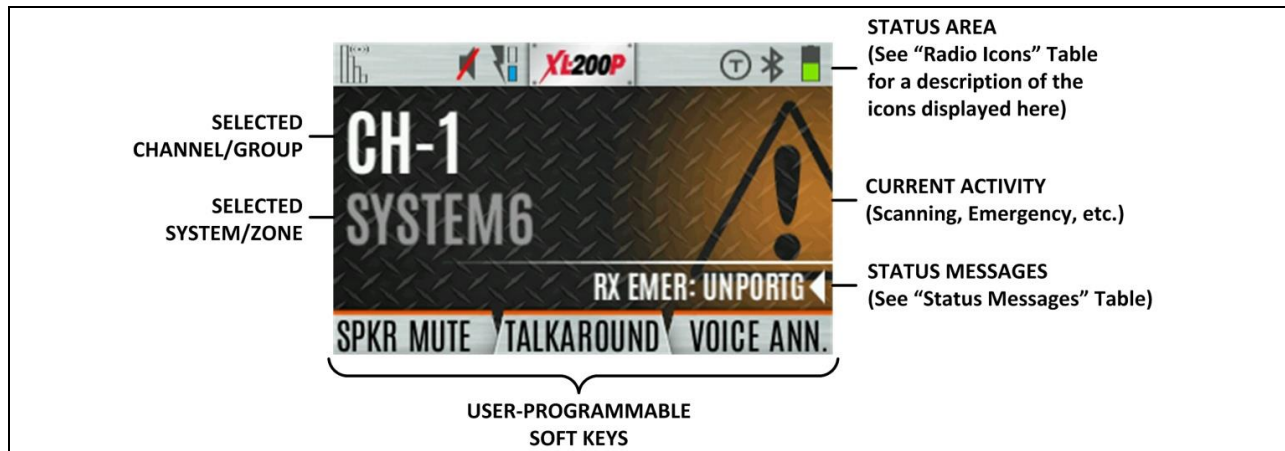 STATUS AREA
(See “Radio Icons” Table
for a description of the
icons displayed here)
XL-200P
T
SELECTED
CHANNEL/GROUP
CH-1
SELECTED
SYSTEM/ZONE
SYSTEM6
CURRENT ACTIVITY
(Scanning, Emergency, etc.)
RX EMER: UNPORTG
STATUS MESSAGES
(See “Status Messages” Table)
SPKR MUTE TALKAROUND VOICE ANN.
USER-PROGRAMMABLE
SOFT KEYS